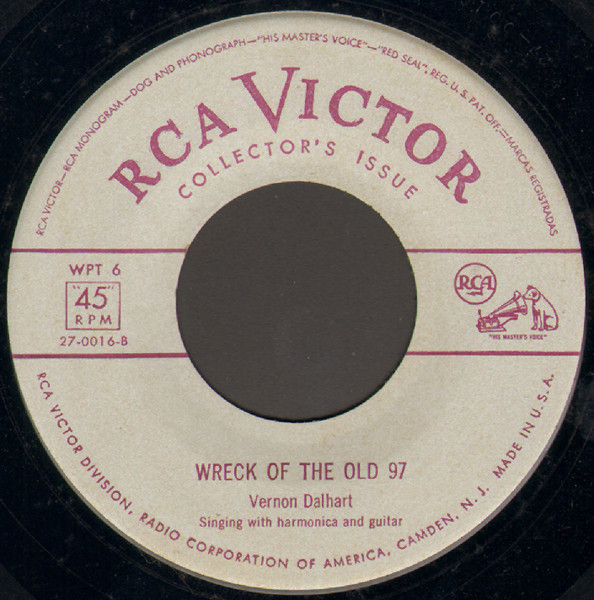 RCA VICTOR—RCA MONOGRAM—DOG AND PHONOGRAPH—"HIS MASTER'S VOICE"—"RED SEAL", REG. U. S. PAT. OFF.—MARCAS REGISTRADAS
RCA VICTOR
COLLECTOR'S ISSUE
WPT 6
"45"
RPM
27-0016-B
RCA
"HIS MASTER'S VOICE"
WRECK OF THE OLD 97
Vernon Dalhart
Singing with harmonica and guitar
RCA VICTOR DIVISION, RADIO CORPORATION OF AMERICA, CAMDEN, N. J. MADE IN U. S. A.